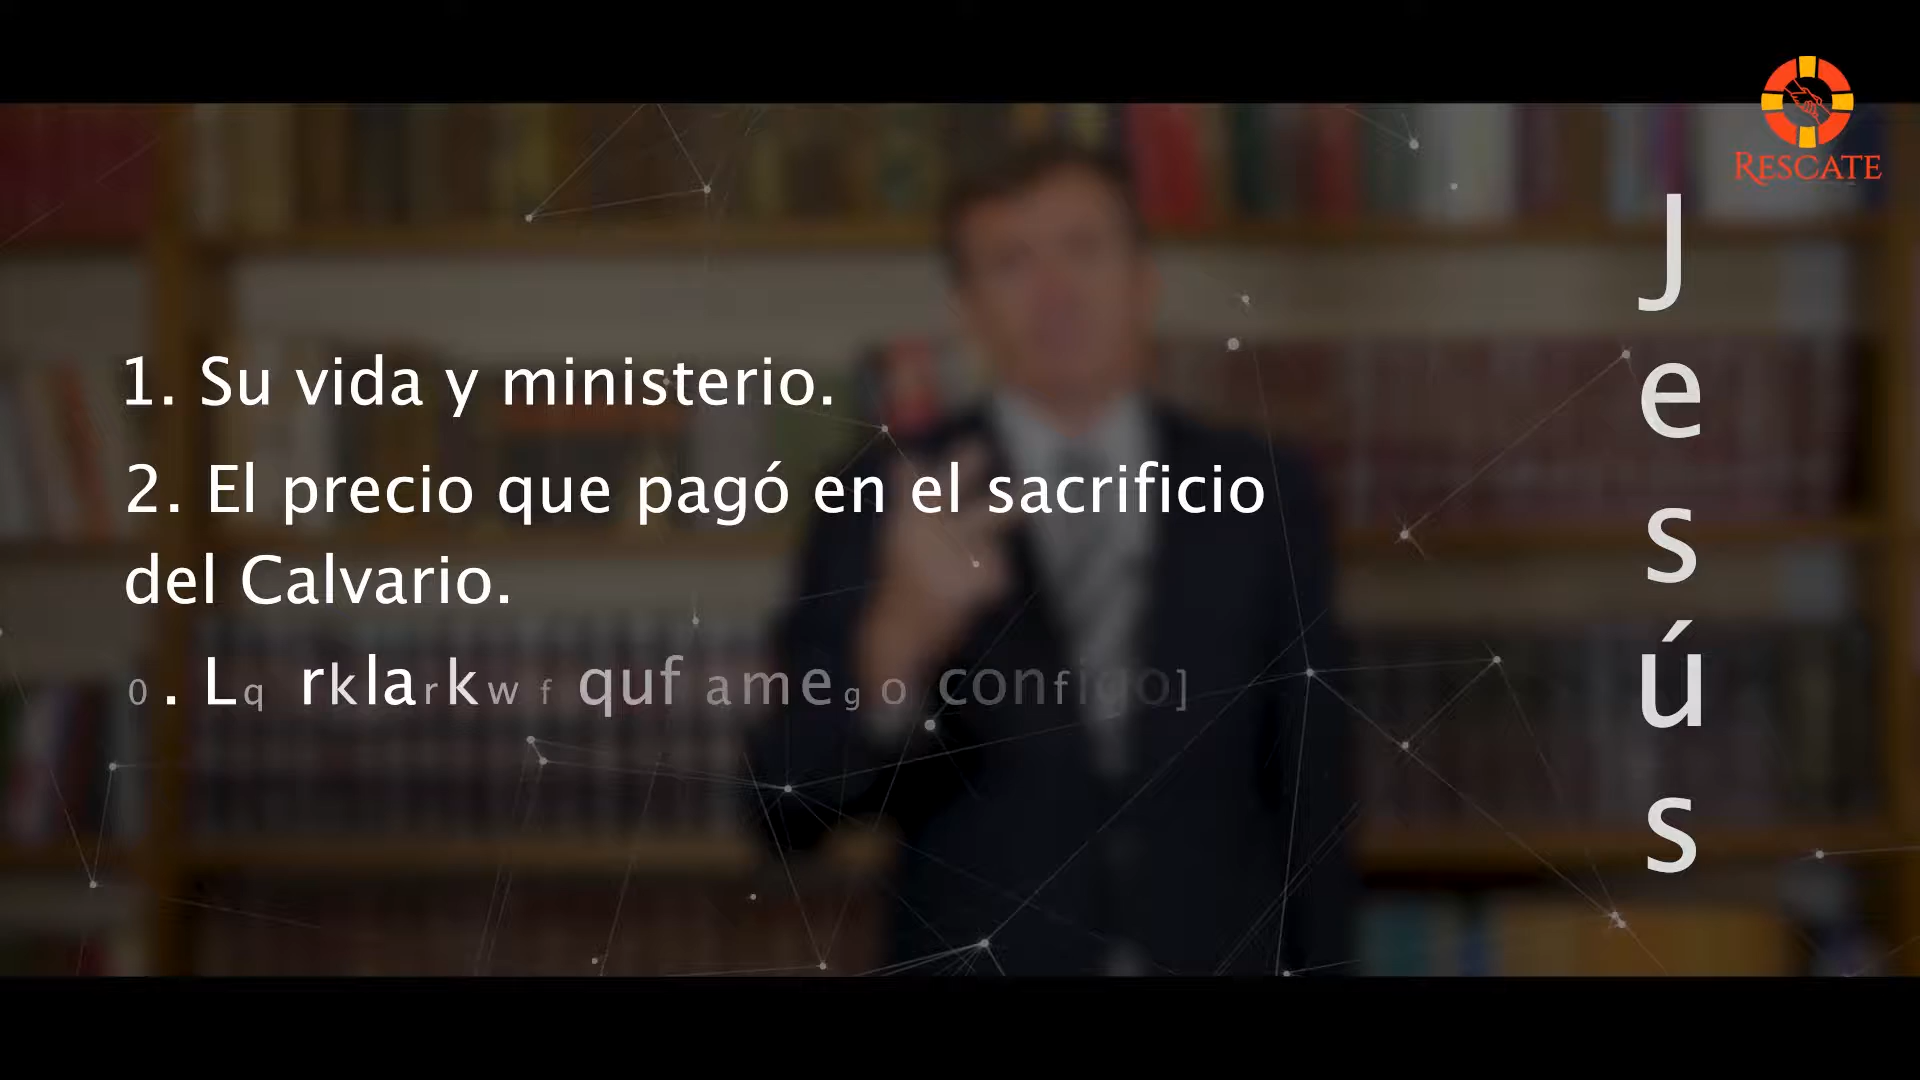 RESCATE
Jesús
1. Su vida y ministerio.
2. El precio que pagó en el sacrificio
del Calvario.